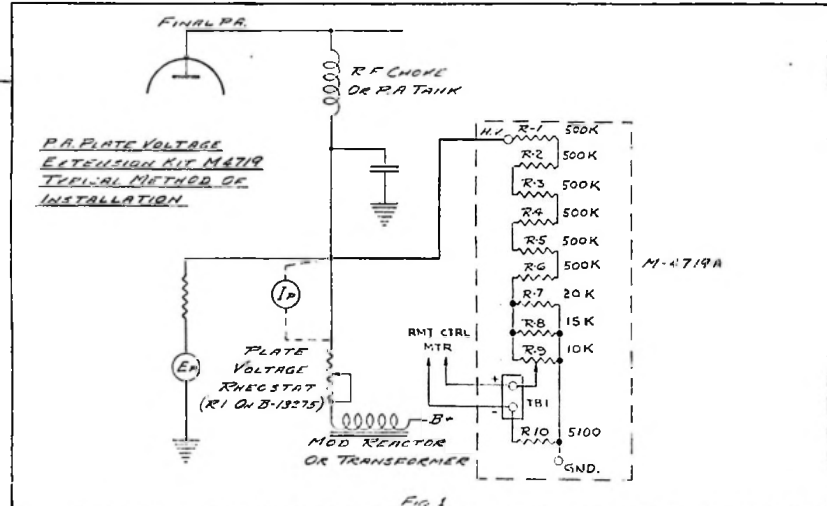 FINAL P.A.
R F CHOKE
OR P.A TANK
P.A. PLATE VOLTAGE
EXTENSION KIT M4719
TYPICAL METHOD OF
INSTALLATION
H.V R-1 500K
R-2 500K
R-3 500K
R-4 500K
R-5 500K
R-6 500K
R-7 20K
R-8 15K
R-9 10K
M-4719A
IP
EP
RMT CTRL
MTR
+
-
TB1
R10 5100
GND.
PLATE
VOLTAGE
RHEOSTAT
(R1 ON B-13275)
B+
MOD REACTOR
OR TRANSFORMER
FIG 1